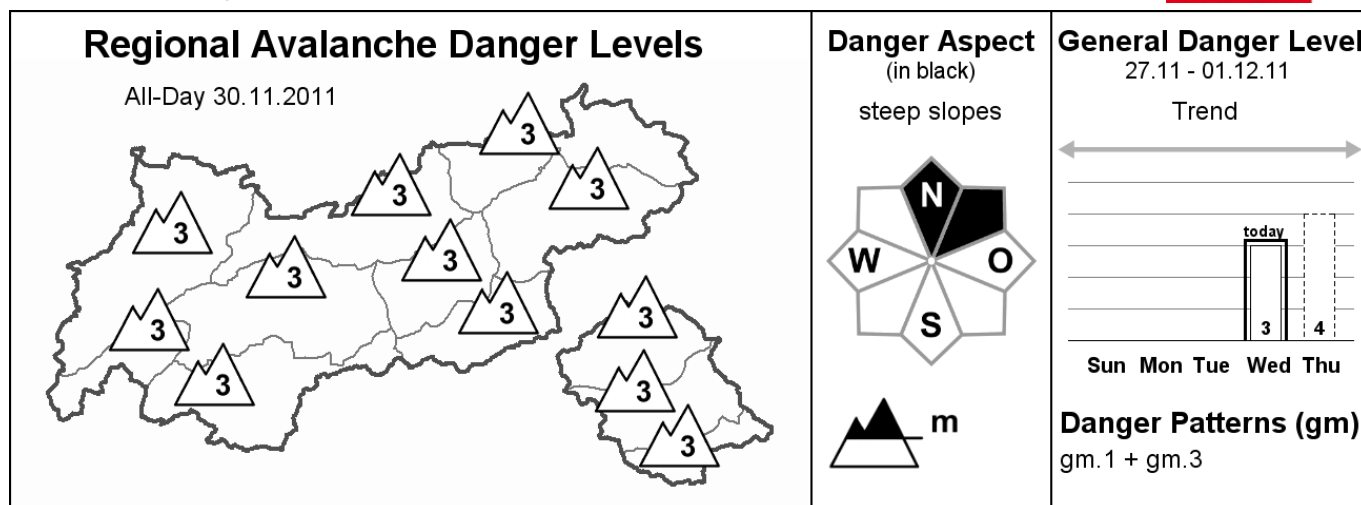 Regional Avalanche Danger Levels
All-Day 30.11.2011
3
3
3
3
3
3
3
3
3
3
3
3
Danger Aspect
(in black)
steep slopes
N
W
O
S
m
General Danger Level
27.11 - 01.12.11
Trend
today
3 4
Sun Mon Tue Wed Thu
Danger Patterns (gm)
gm.1 + gm.3